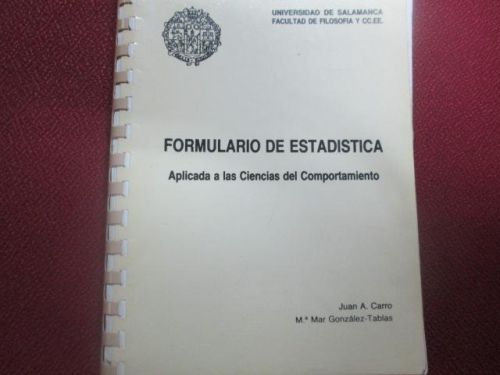 UNIVERSIDAD DE SALAMANCA
FACULTAD DE FILOSOFIA Y CC.EE.
FORMULARIO DE ESTADISTICA
Aplicada a las Ciencias del Comportamiento
Juan A. Carro
M.ª Mar González-Tablas